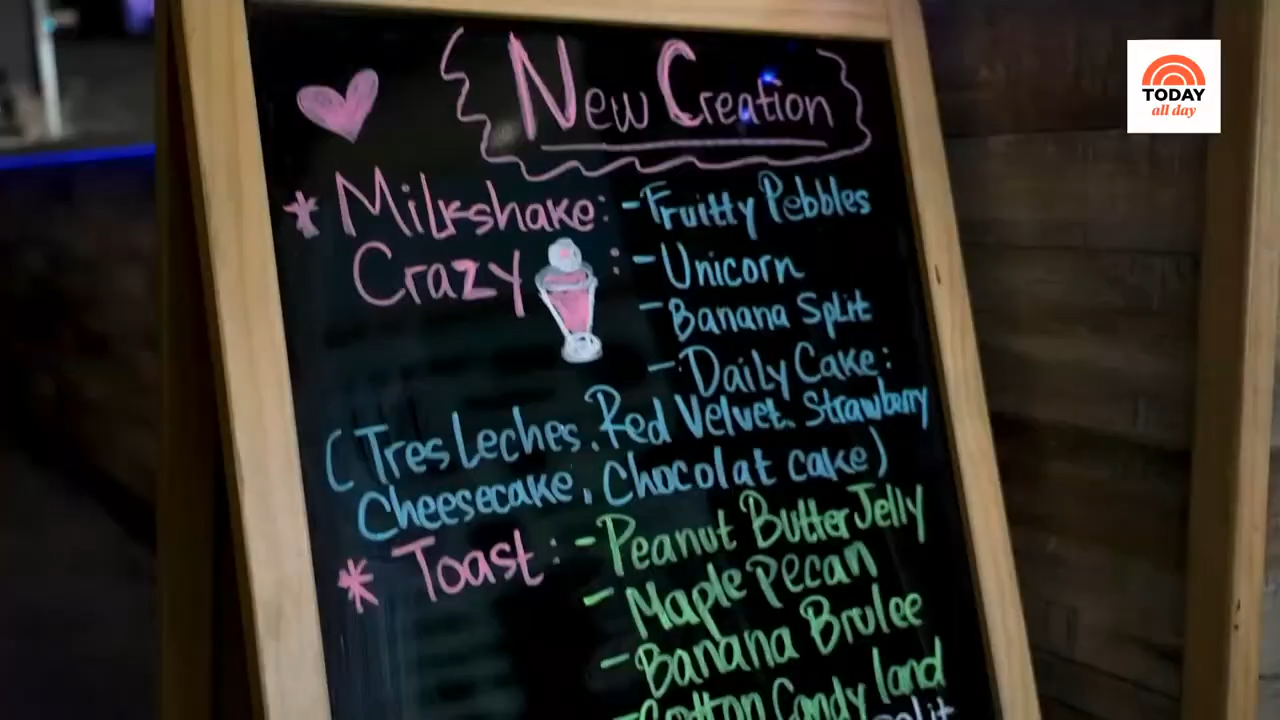 New Creation
* Milkshake: - Fruitty Pebbles
Crazy : - Unicorn
- Banana Split
- Daily Cake:
(Tres Leches, Red Velvet, Strawberry
Cheesecake, Chocolat cake)
* Toast: - Peanut Butter Jelly
- Maple Pecan
- Banana Brulee
- Cotton Candy land
split
TODAY
all day